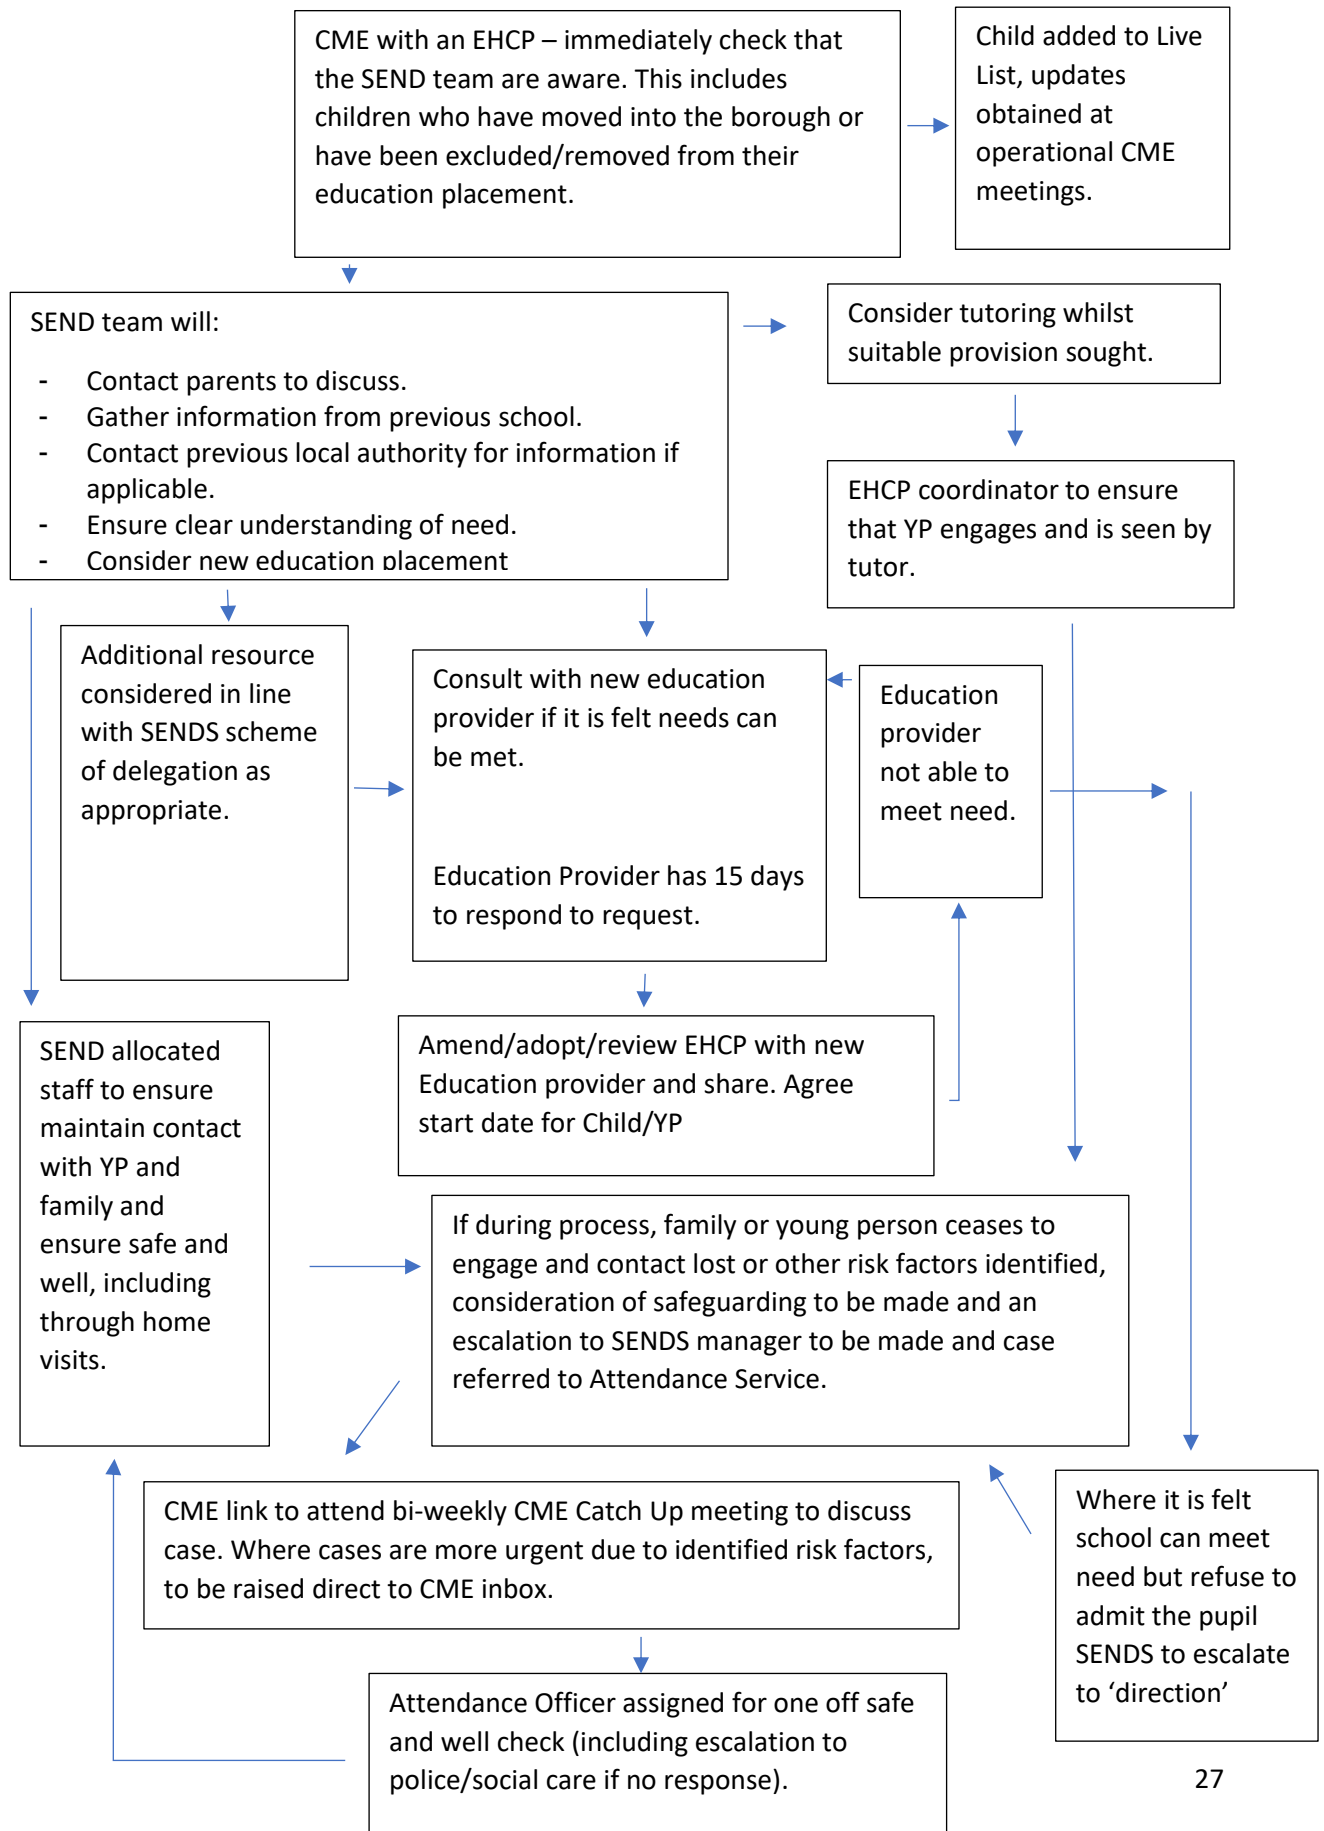 CME with an EHCP – immediately check that
the SEND team are aware. This includes
children who have moved into the borough or
have been excluded/removed from their
education placement.
Child added to Live
List, updates
obtained at
operational CME
meetings.
SEND team will:
- Contact parents to discuss.
- Gather information from previous school.
- Contact previous local authority for information if
applicable.
- Ensure clear understanding of need.
- Consider new education placement
Consider tutoring whilst
suitable provision sought.
EHCP coordinator to ensure
that YP engages and is seen by
tutor.
Additional resource
considered in line
with SENDS scheme
of delegation as
appropriate.
Consult with new education
provider if it is felt needs can
be met.
Education Provider has 15 days
to respond to request.
Education
provider
not able to
meet need.
SEND allocated
staff to ensure
maintain contact
with YP and
family and
ensure safe and
well, including
through home
visits.
Amend/adopt/review EHCP with new
Education provider and share. Agree
start date for Child/YP
If during process, family or young person ceases to
engage and contact lost or other risk factors identified,
consideration of safeguarding to be made and an
escalation to SENDS manager to be made and case
referred to Attendance Service.
CME link to attend bi-weekly CME Catch Up meeting to discuss
case. Where cases are more urgent due to identified risk factors,
to be raised direct to CME inbox.
Where it is felt
school can meet
need but refuse to
admit the pupil
SENDS to escalate
to ‘direction’
Attendance Officer assigned for one off safe
and well check (including escalation to
police/social care if no response).
27